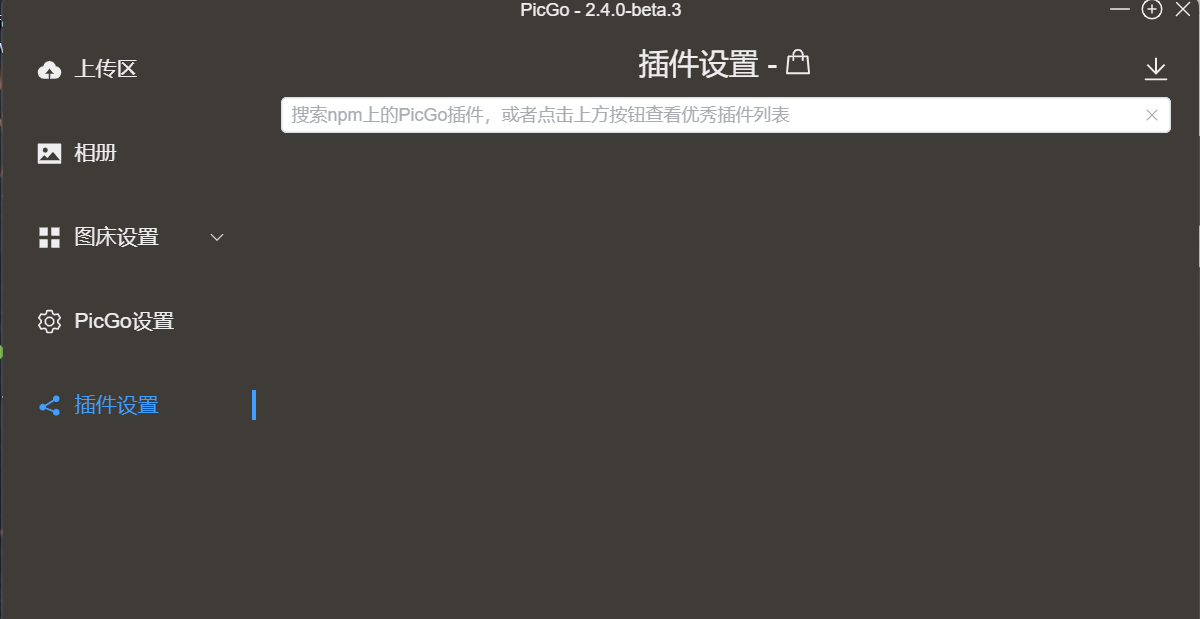 PicGo - 2.4.0-beta.3
上传区
相册
图床设置
PicGo设置
插件设置
插件设置 -
搜索npm上的PicGo插件，或者点击上方按钮查看优秀插件列表